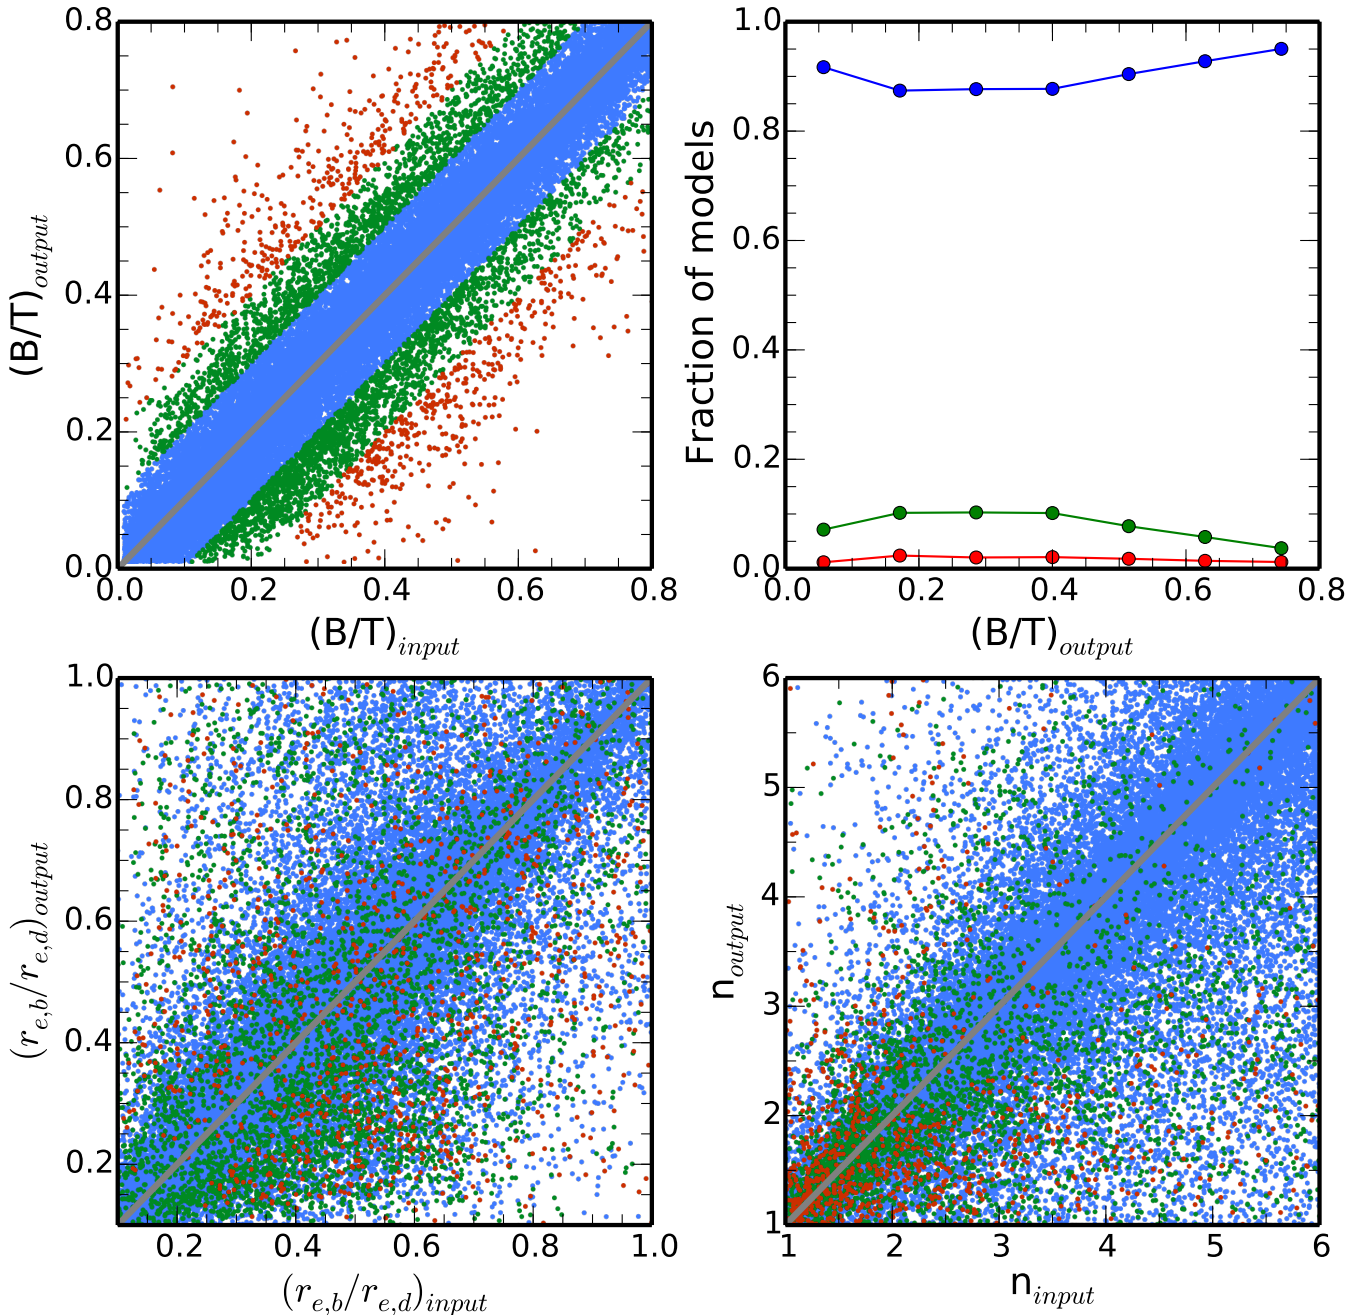 0.8
0.6
0.4
0.2
0.0
(B/T)output
0.0 0.2 0.4 0.6 0.8
(B/T)input
1.0
0.8
0.6
0.4
0.2
0.0
Fraction of models
0.0 0.2 0.4 0.6 0.8
(B/T)output
1.0
0.8
0.6
0.4
0.2
(re,b/re,d)output
0.2 0.4 0.6 0.8 1.0
(re,b/re,d)input
6
5
4
3
2
1
noutput
1 2 3 4 5 6
ninput